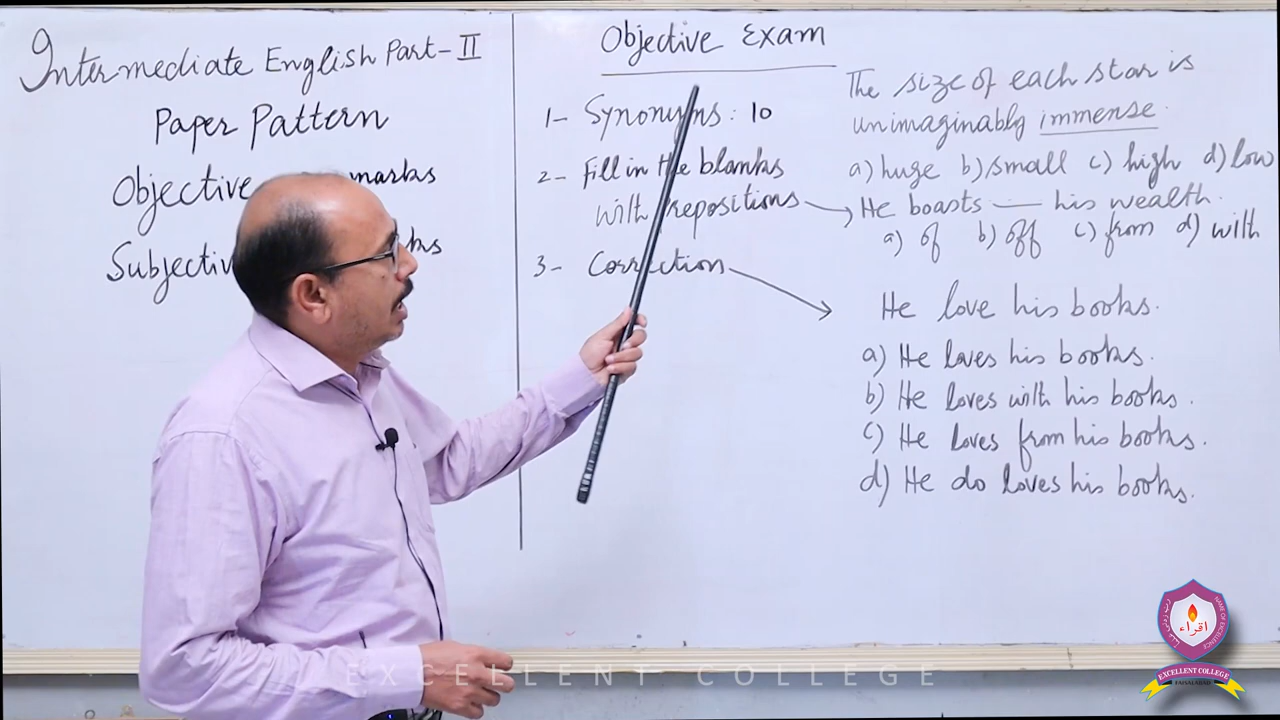 Intermediate English Part-II
Paper Pattern
Objective marks
Subjective
Objective Exam
1- Synonyms: 10
2- Fill in the blanks
with repositions
3- Correction
The size of each star is
unimaginably immense.
a) huge b) small c) high d) low
He boasts — his wealth.
a) of b) off c) from d) with
He love his books.
a) He loves his books.
b) He loves with his books.
c) He loves from his books.
d) He do loves his books.
EXCELLENT COLLEGE
اقراء
EXCELLENT COLLEGE
FAISALABAD